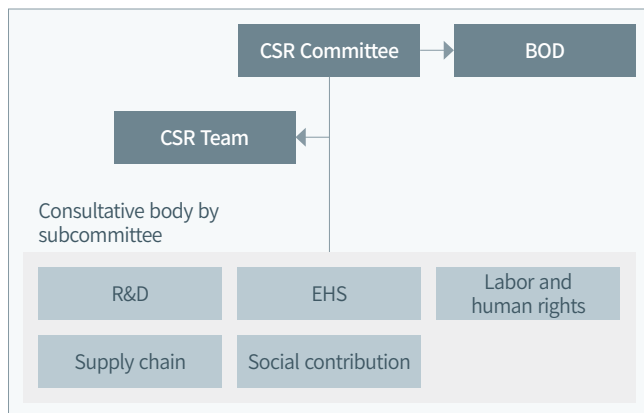 CSR Committee
BOD
CSR Team
Consultative body by
subcommittee
R&D
EHS
Labor and
human rights
Supply chain
Social contribution